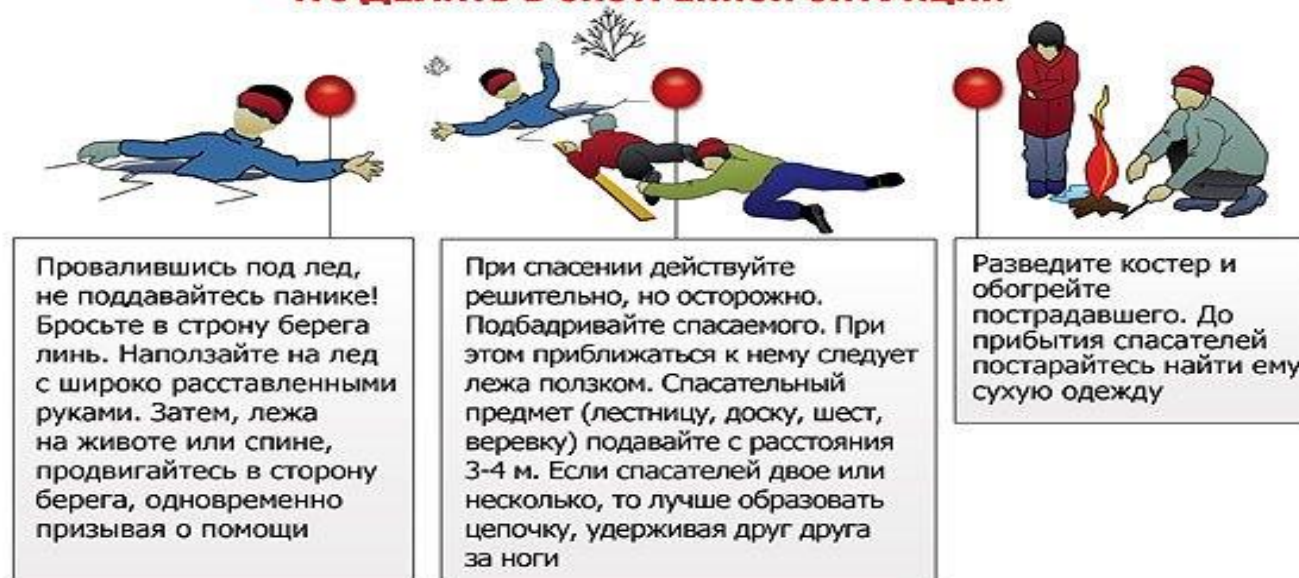 Провалившись под лед,
не поддавайтесь панике!
Бросьте в строну берега
линь. Наползайте на лед
с широко расставленными
руками. Затем, лежа
на животе или спине,
продвигайтесь в сторону
берега, одновременно
призывая о помощи
При спасении действуйте
решительно, но осторожно.
Подбадривайте спасаемого. При
этом приближаться к нему следует
лежа ползком. Спасательный
предмет (лестницу, доску, шест,
веревку) подавайте с расстояния
3-4 м. Если спасателей двое или
несколько, то лучше образовать
цепочку, удерживая друг друга
за ноги
Разведите костер и
обогрейте
пострадавшего. До
прибытия спасателей
постарайтесь найти ему
сухую одежду